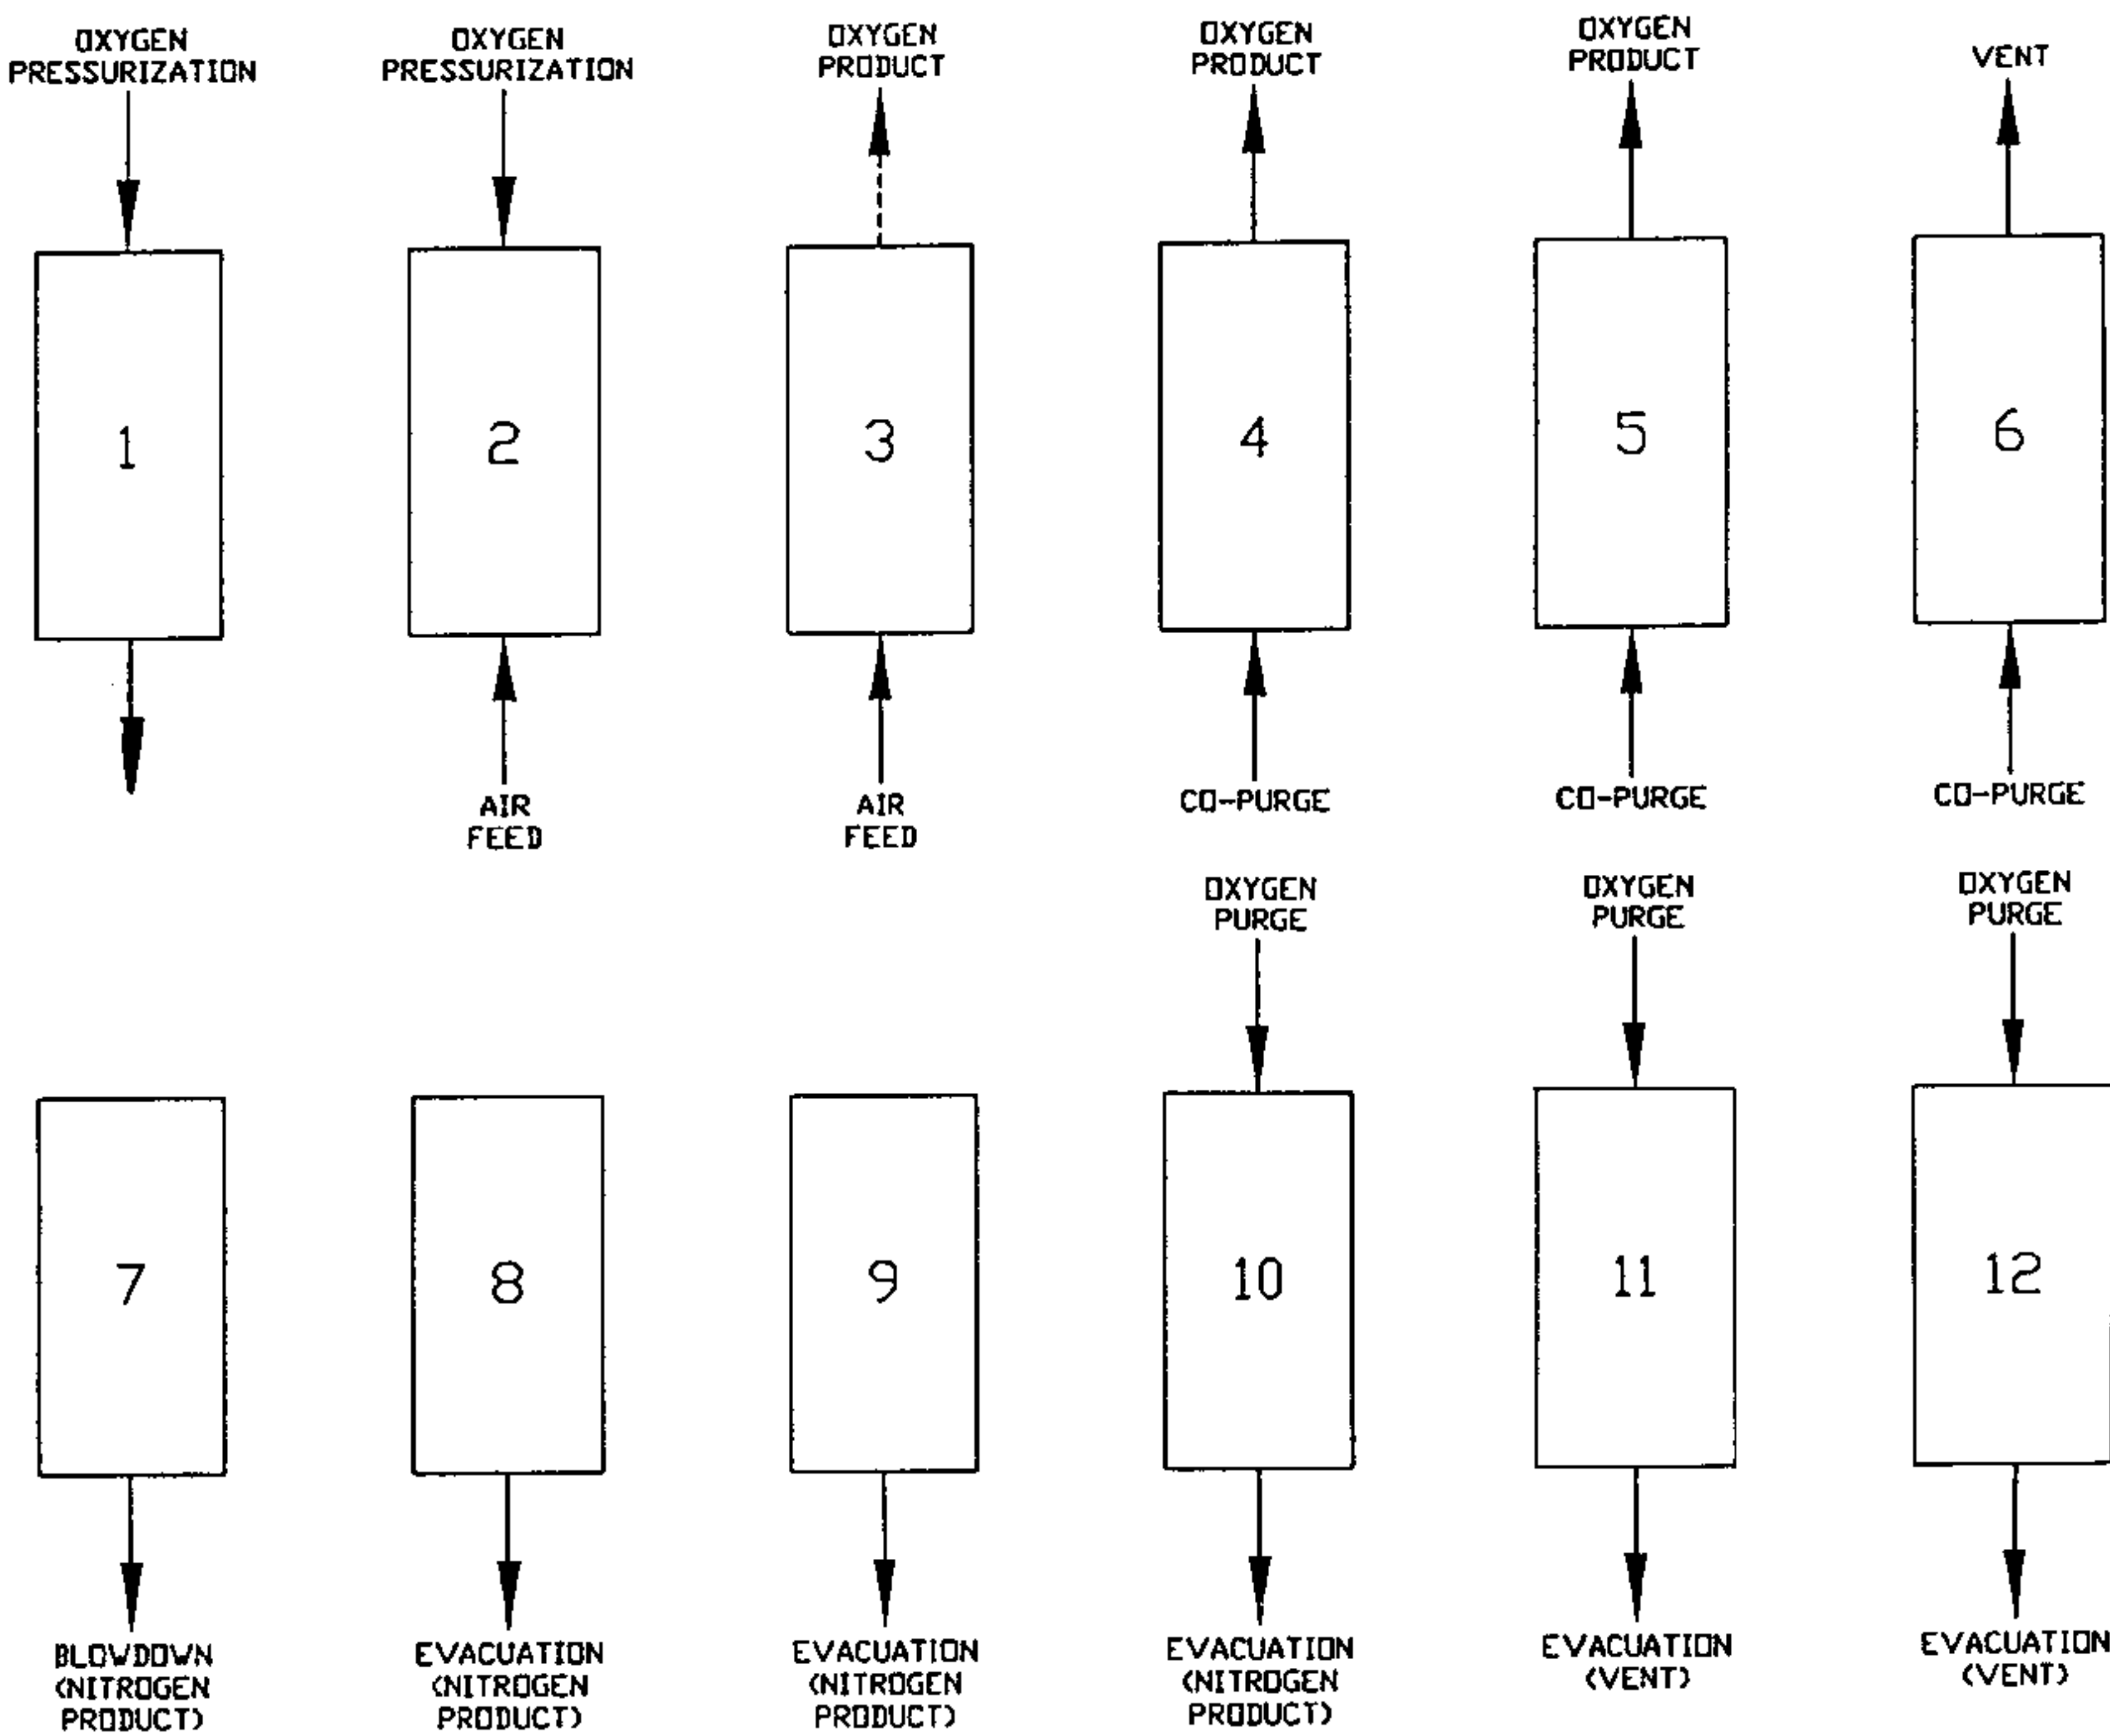 OXYGEN
PRESSURIZATION
OXYGEN
PRESSURIZATION
OXYGEN
PRODUCT
OXYGEN
PRODUCT
OXYGEN
PRODUCT
VENT
1
2
3
4
5
6
AIR
FEED
AIR
FEED
CO-PURGE
CO-PURGE
CO-PURGE
OXYGEN
PURGE
OXYGEN
PURGE
OXYGEN
PURGE
7
8
9
10
11
12
BLOWDOWN
(NITROGEN
PRODUCT)
EVACUATION
(NITROGEN
PRODUCT)
EVACUATION
(NITROGEN
PRODUCT)
EVACUATION
(NITROGEN
PRODUCT)
EVACUATION
(VENT)
EVACUATION
(VENT)